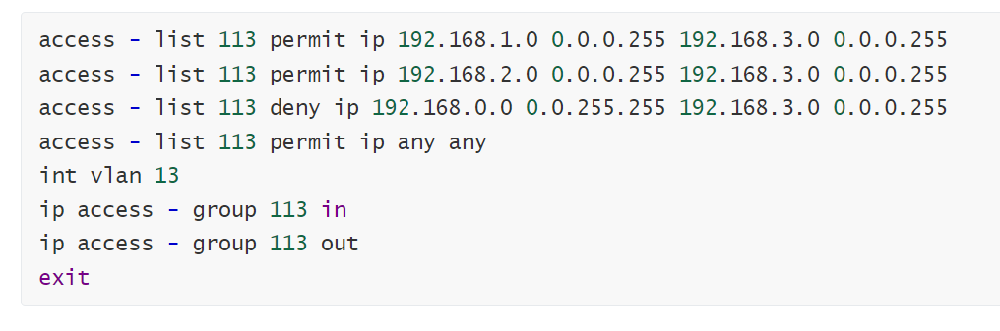 access - list 113 permit ip 192.168.1.0 0.0.0.255 192.168.3.0 0.0.0.255
access - list 113 permit ip 192.168.2.0 0.0.0.255 192.168.3.0 0.0.0.255
access - list 113 deny ip 192.168.0.0 0.0.255.255 192.168.3.0 0.0.0.255
access - list 113 permit ip any any
int vlan 13
ip access - group 113 in
ip access - group 113 out
exit